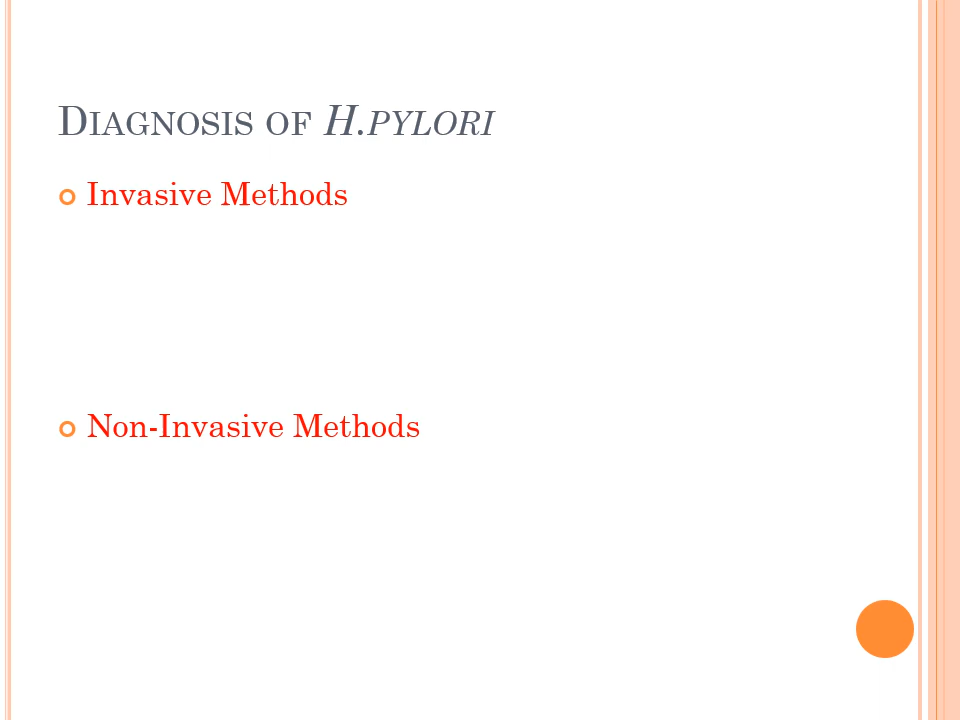 Diagnosis of H.pylori
Invasive Methods
Non-Invasive Methods